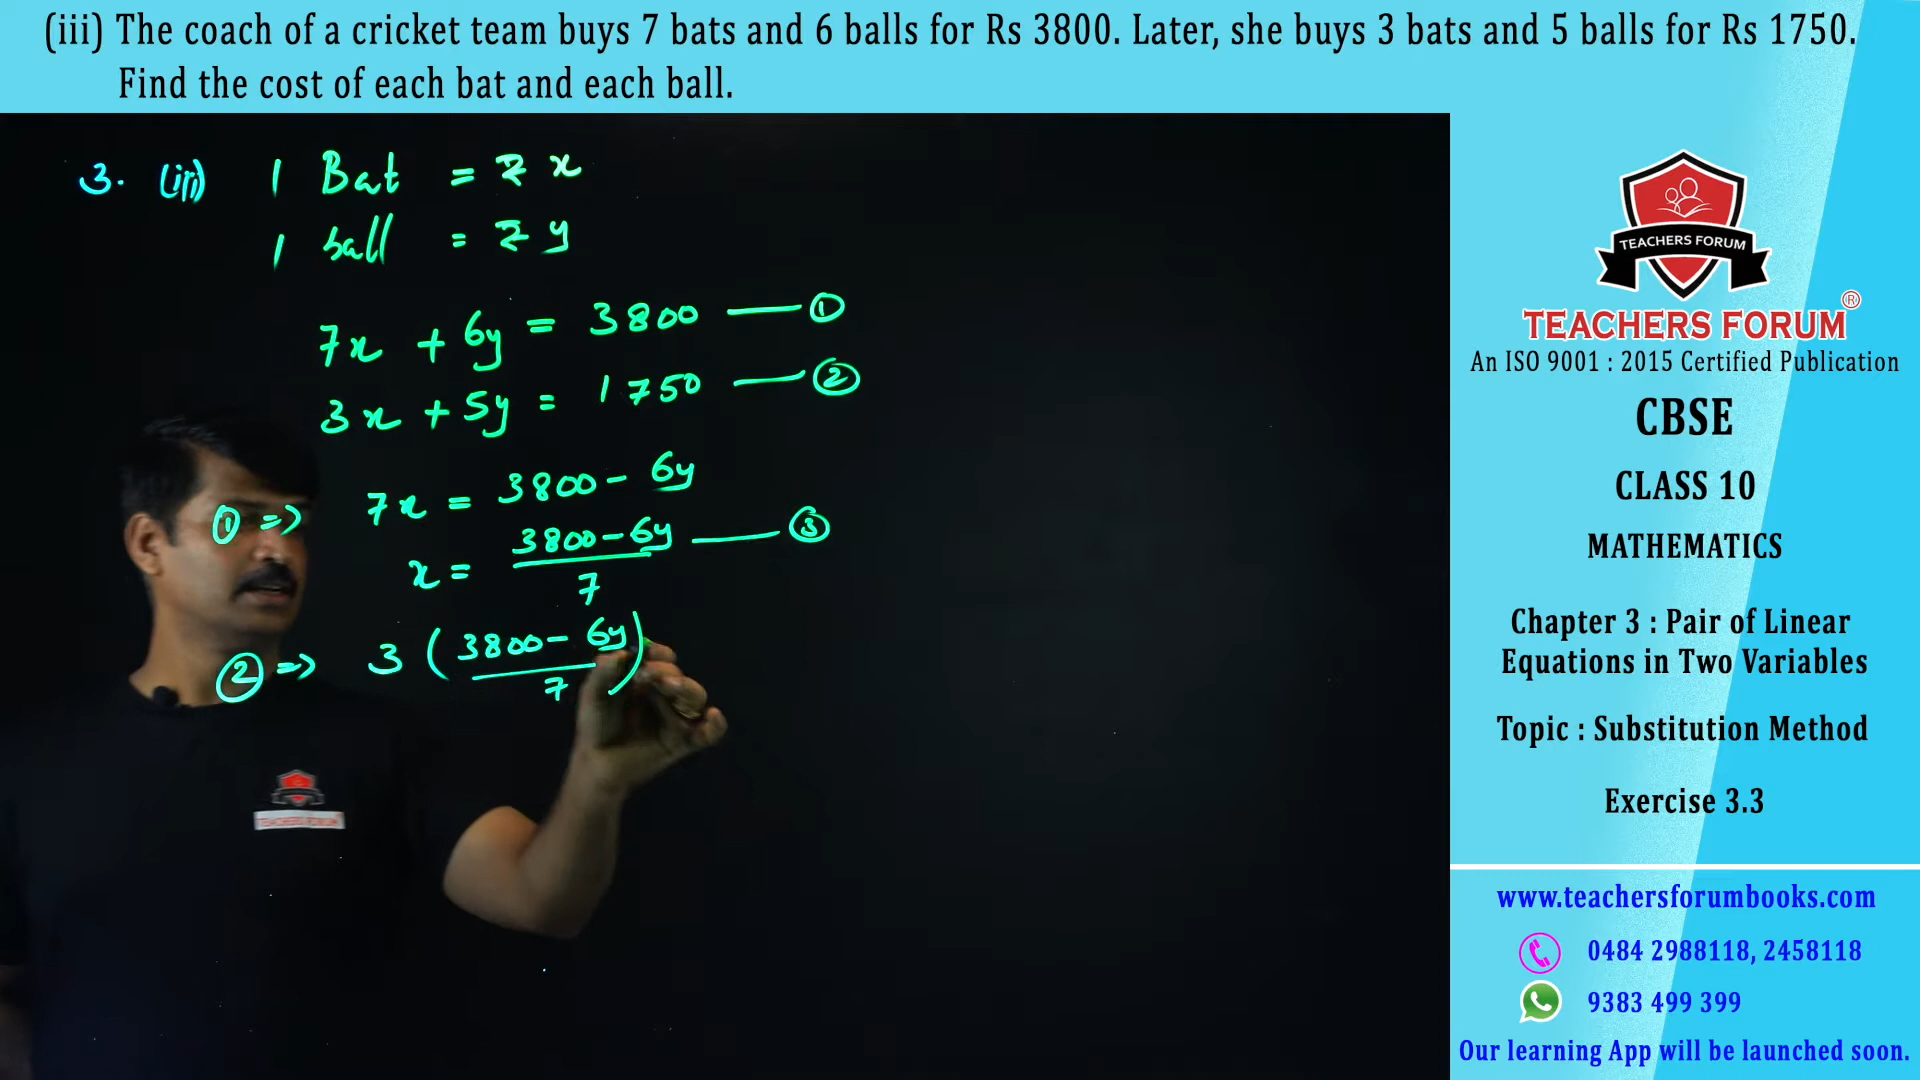 (iii) The coach of a cricket team buys 7 bats and 6 balls for Rs 3800. Later, she buys 3 bats and 5 balls for Rs 1750.
Find the cost of each bat and each ball.
3. (iii) 1 Bat = ₹ x
1 ball = ₹ y
7x + 6y = 3800 —— ①
3x + 5y = 1750 —— ②
① => 7x = 3800 - 6y
x = (3800 - 6y)/7 —— ③
② => 3 ((3800 - 6y)/7)
TEACHERS FORUM
TEACHERS FORUM®
An ISO 9001 : 2015 Certified Publication
CBSE
CLASS 10
MATHEMATICS
Chapter 3 : Pair of Linear
Equations in Two Variables
Topic : Substitution Method
Exercise 3.3
www.teachersforumbooks.com
0484 2988118, 2458118
9383 499 399
Our learning App will be launched soon.
TEACHERS FORUM